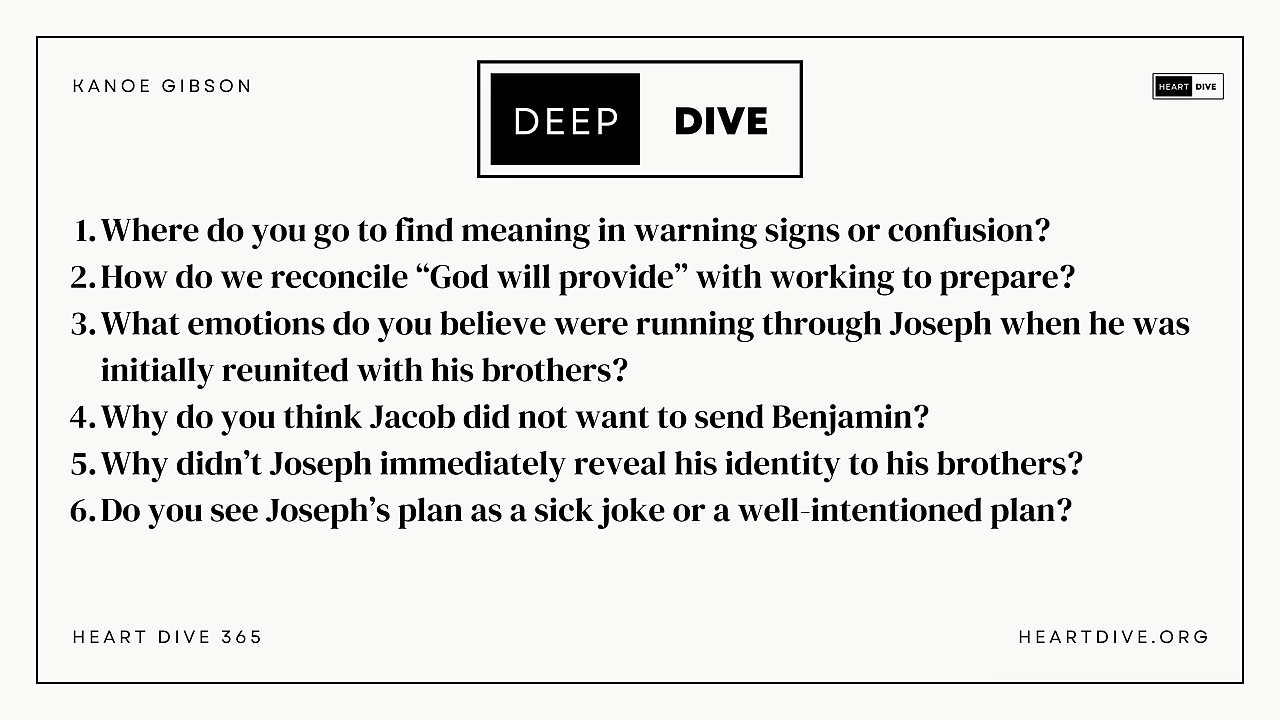 KANOE GIBSON
DEEP DIVE
HEART DIVE
1. Where do you go to find meaning in warning signs or confusion?
2. How do we reconcile “God will provide” with working to prepare?
3. What emotions do you believe were running through Joseph when he was
initially reunited with his brothers?
4. Why do you think Jacob did not want to send Benjamin?
5. Why didn’t Joseph immediately reveal his identity to his brothers?
6. Do you see Joseph’s plan as a sick joke or a well-intentioned plan?
HEART DIVE 365
HEARTDIVE.ORG